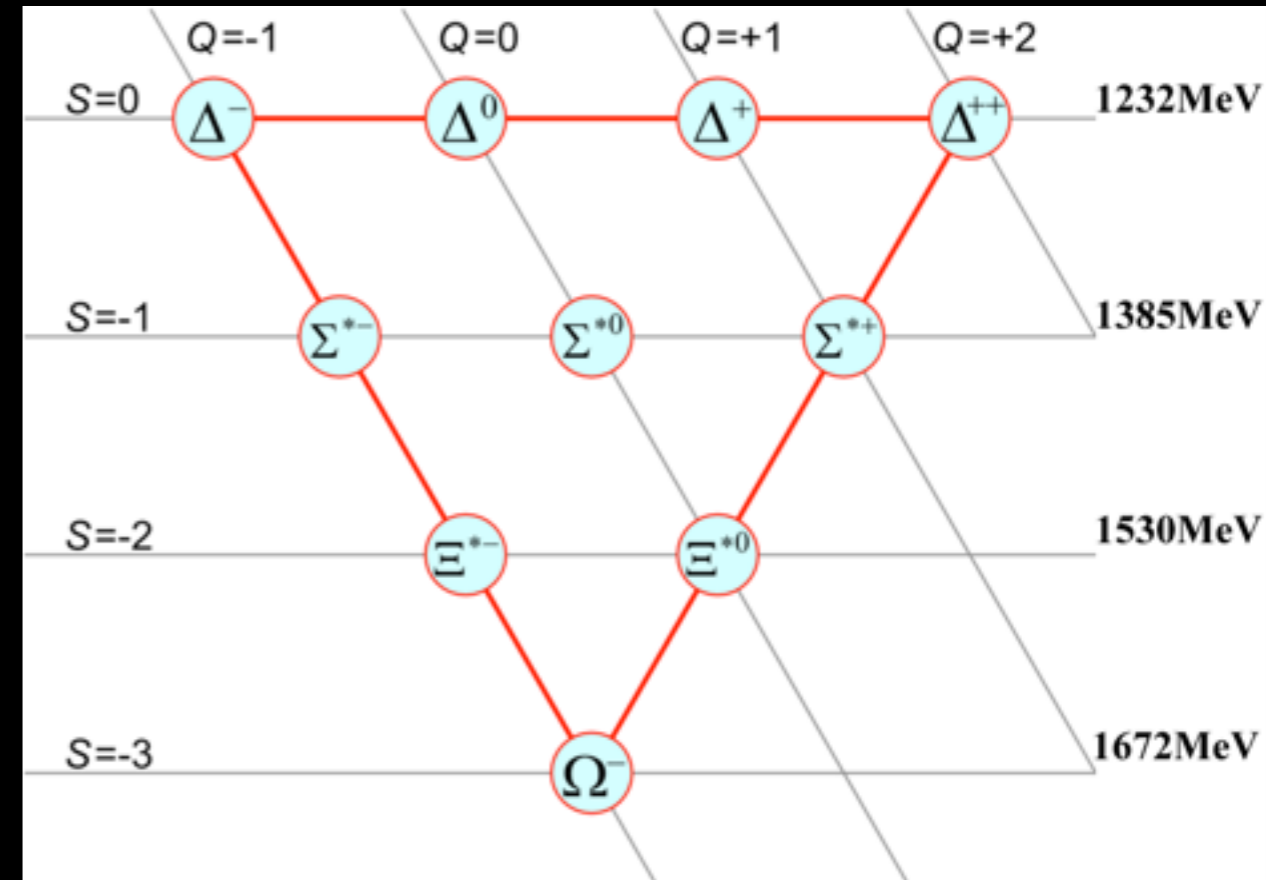 Q=-1 Q=0 Q=+1 Q=+2
S=0 Δ⁻ Δ⁰ Δ⁺ Δ⁺⁺ 1232MeV
S=-1 Σ*⁻ Σ*⁰ Σ*⁺ 1385MeV
S=-2 Ξ*⁻ Ξ*⁰ 1530MeV
S=-3 Ω⁻ 1672MeV